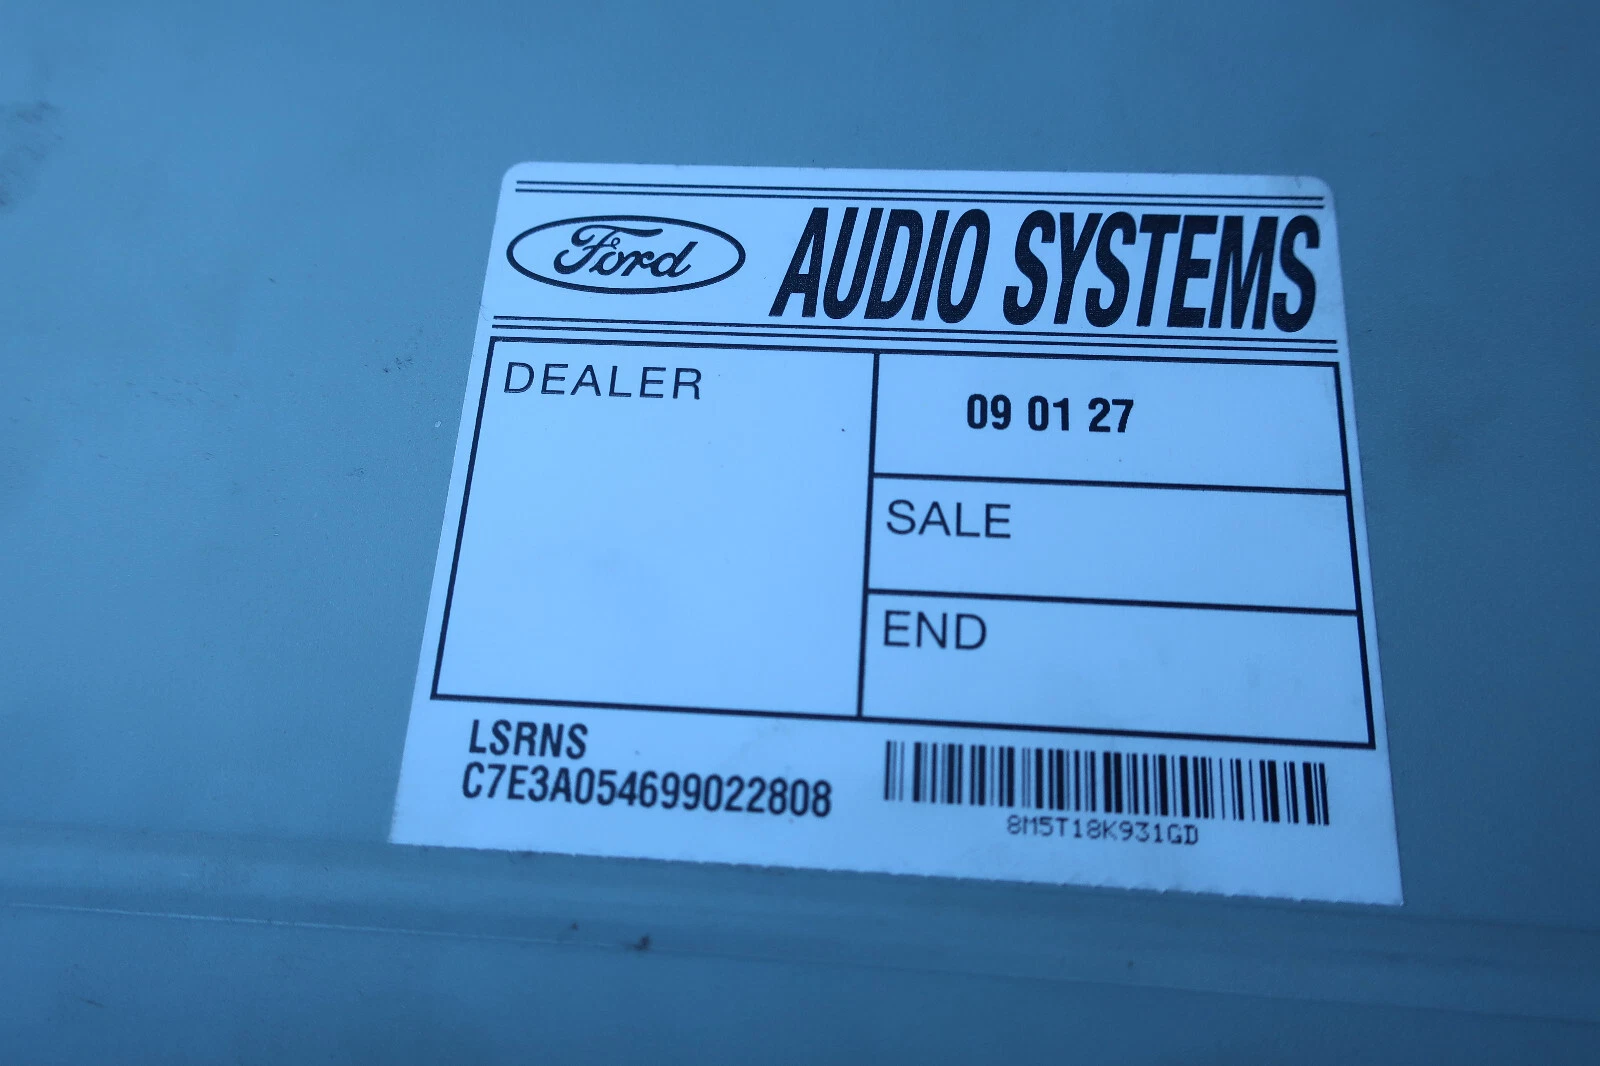 Ford AUDIO SYSTEMS
DEALER
09 01 27
SALE
END
LSRNS
C7E3A054699022808
8M5T18K931GD